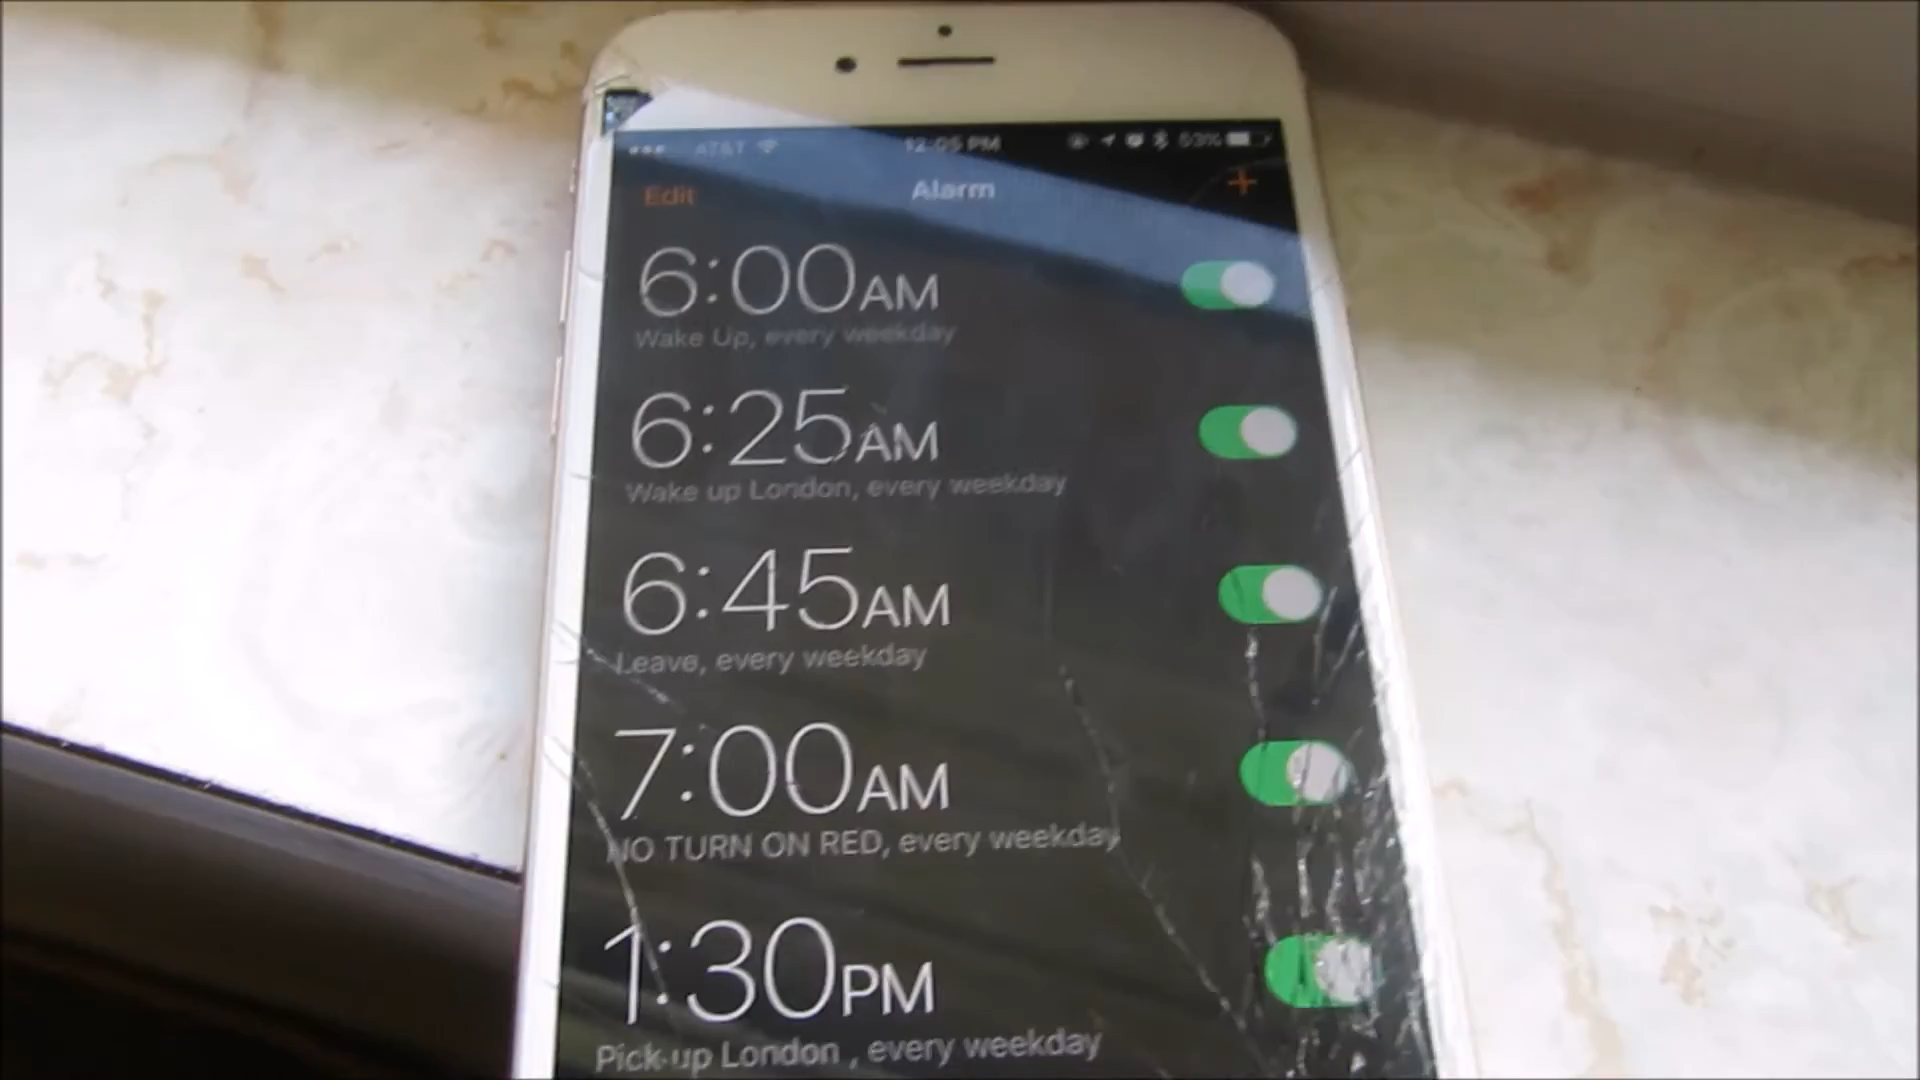 AT&T 12:05 PM 53%
Edit Alarm +
6:00AM
Wake Up, every weekday
6:25AM
Wake up London, every weekday
6:45AM
Leave, every weekday
7:00AM
NO TURN ON RED, every weekday
1:30PM
Pick-up London , every weekday